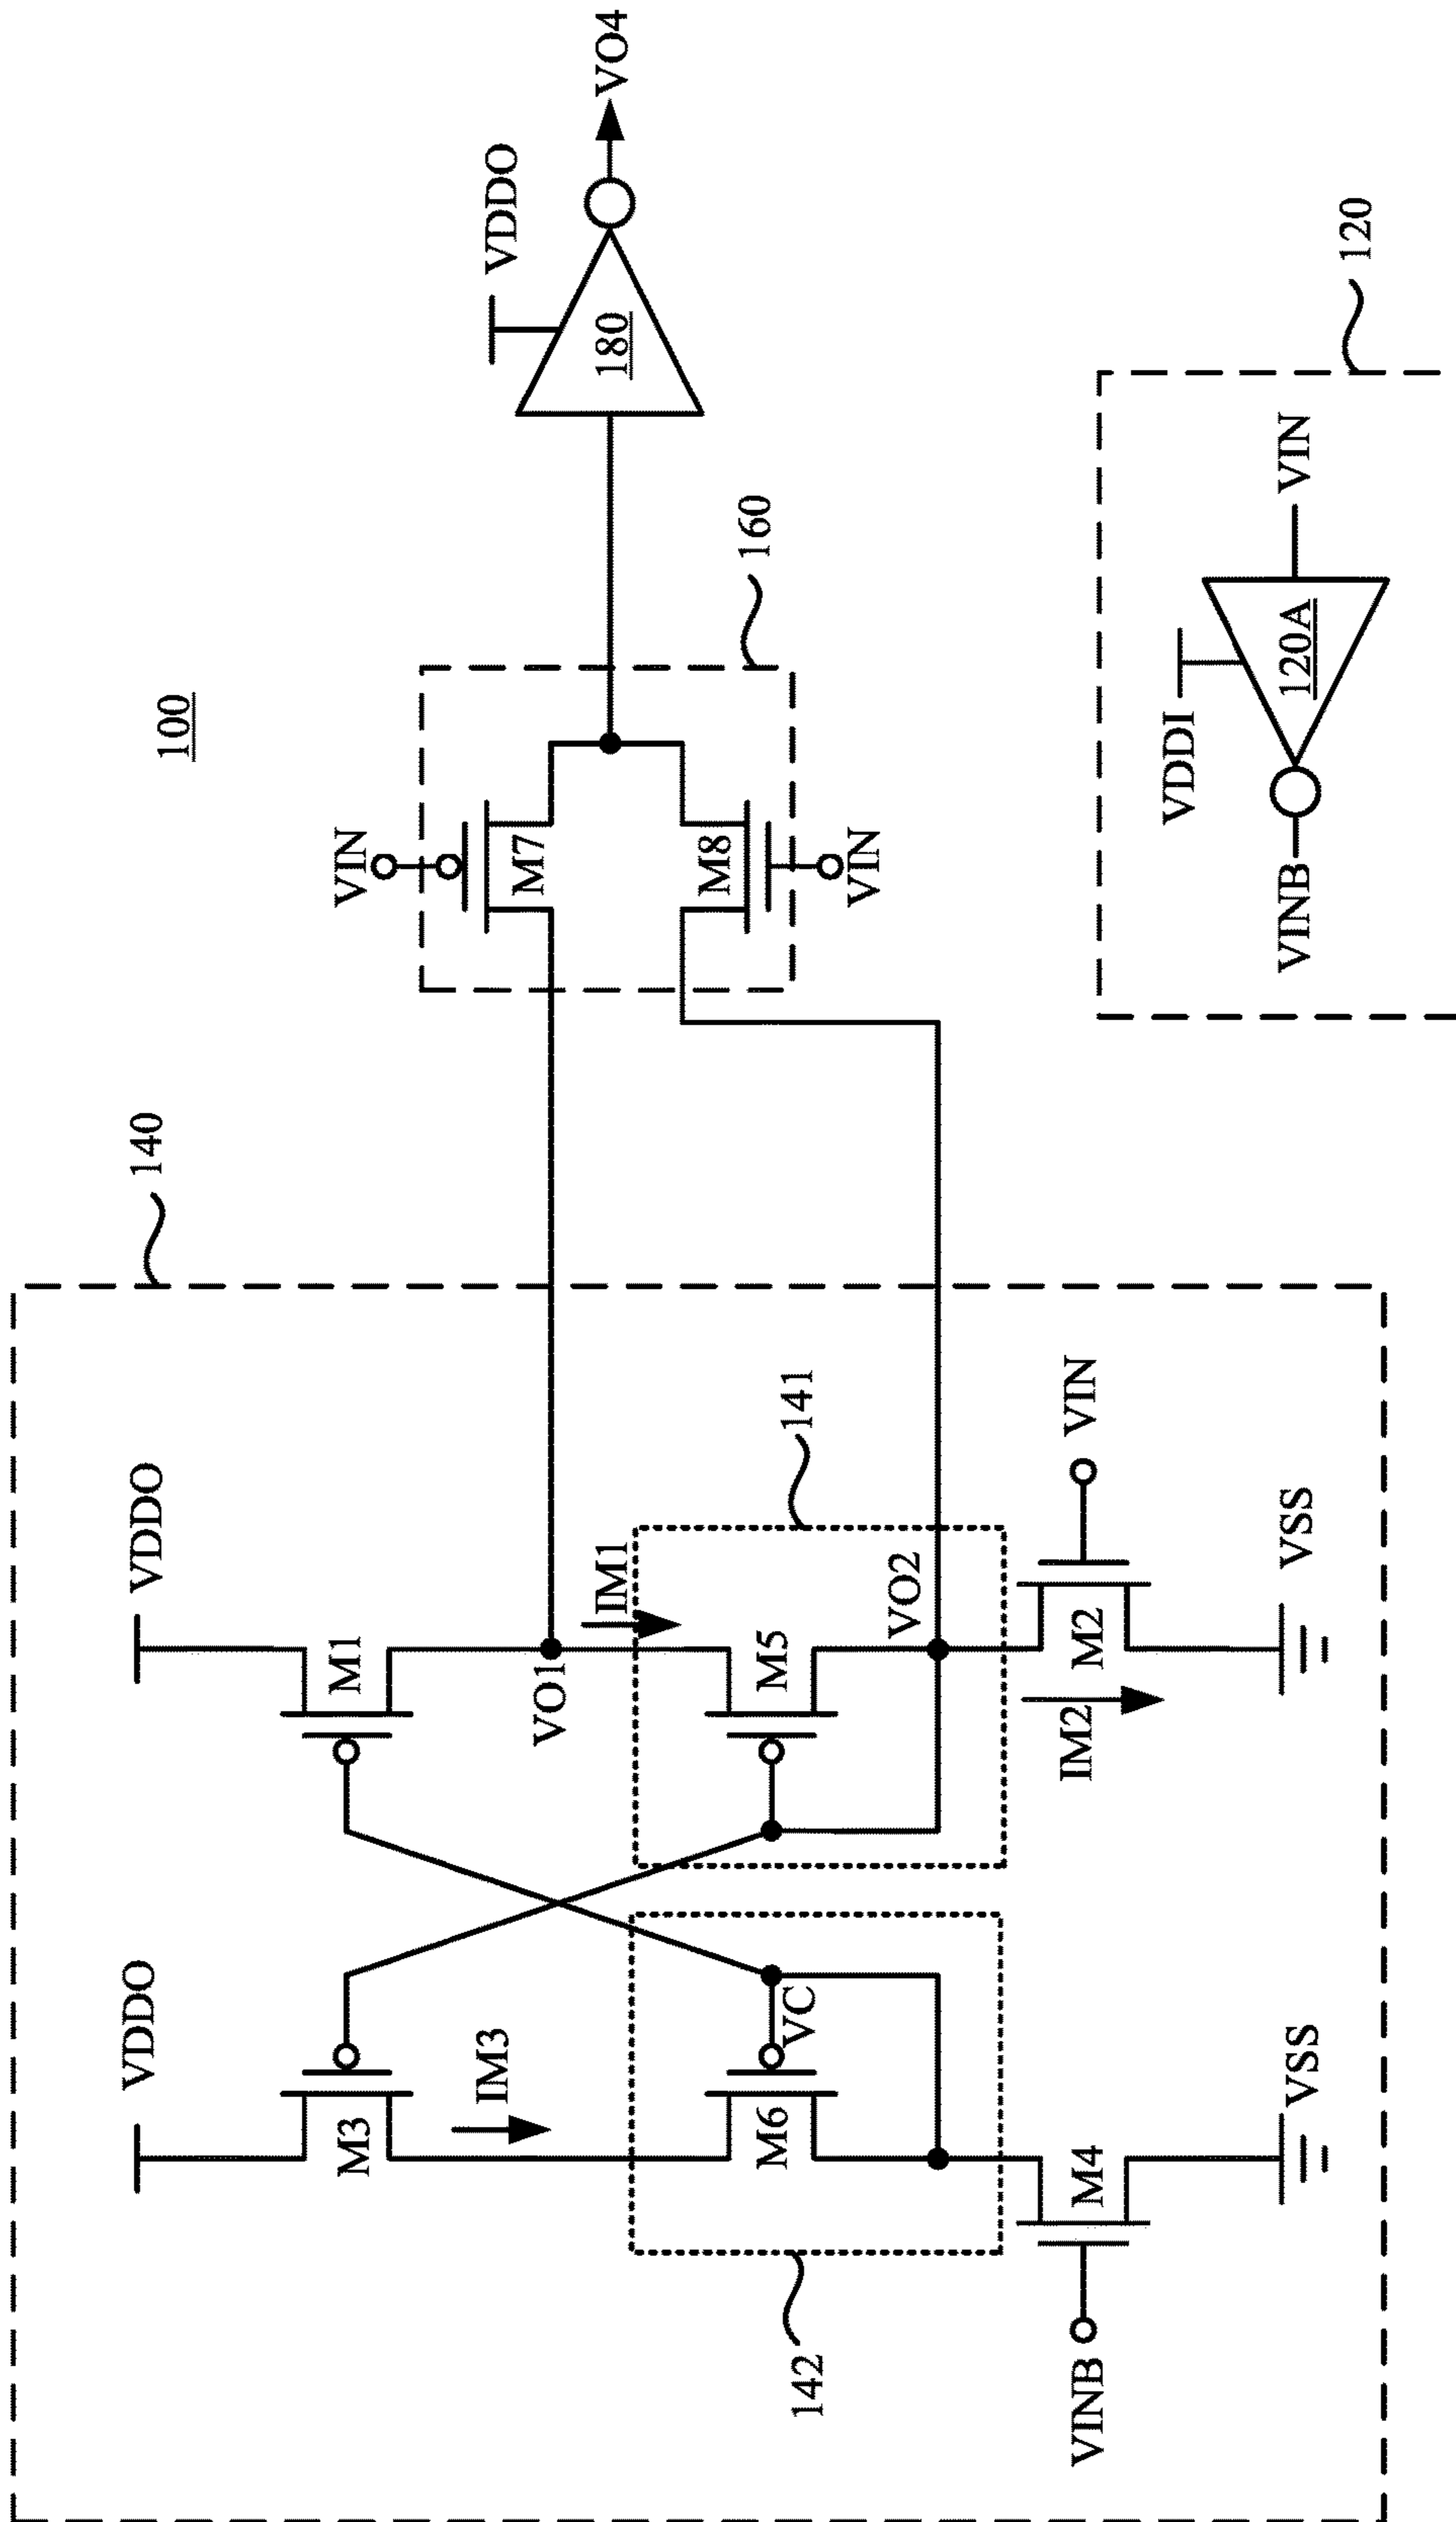 100
140
VDDO
VDDO
M3
M1
IM3
VO1
IM1
141
142
M6
VC
M5
VO2
VINB
M4
IM2
M2
VIN
VSS
VSS
VIN
M7
M8
VIN
160
VDDO
180
VO4
120
VDDI
VINB
120A
VIN